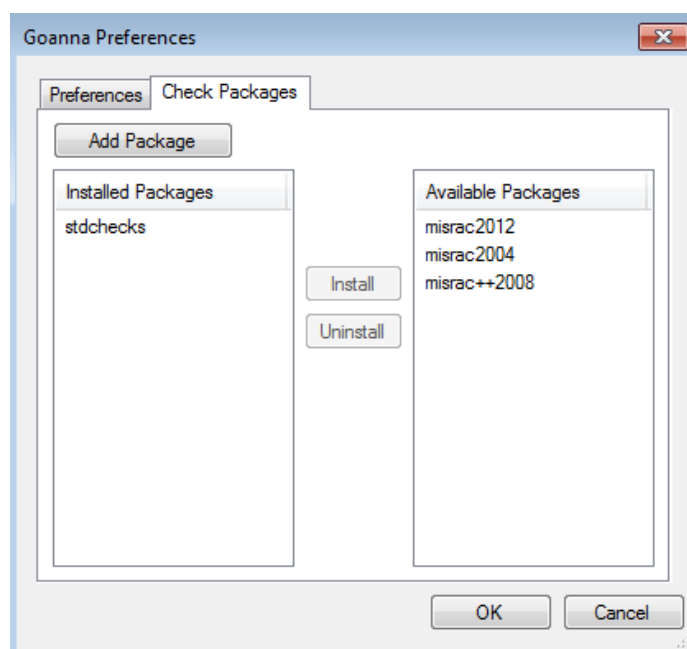 Goanna Preferences
Preferences
Check Packages
Add Package
Installed Packages
stdchecks
Install
Uninstall
Available Packages
misrac2012
misrac2004
misrac++2008
OK
Cancel